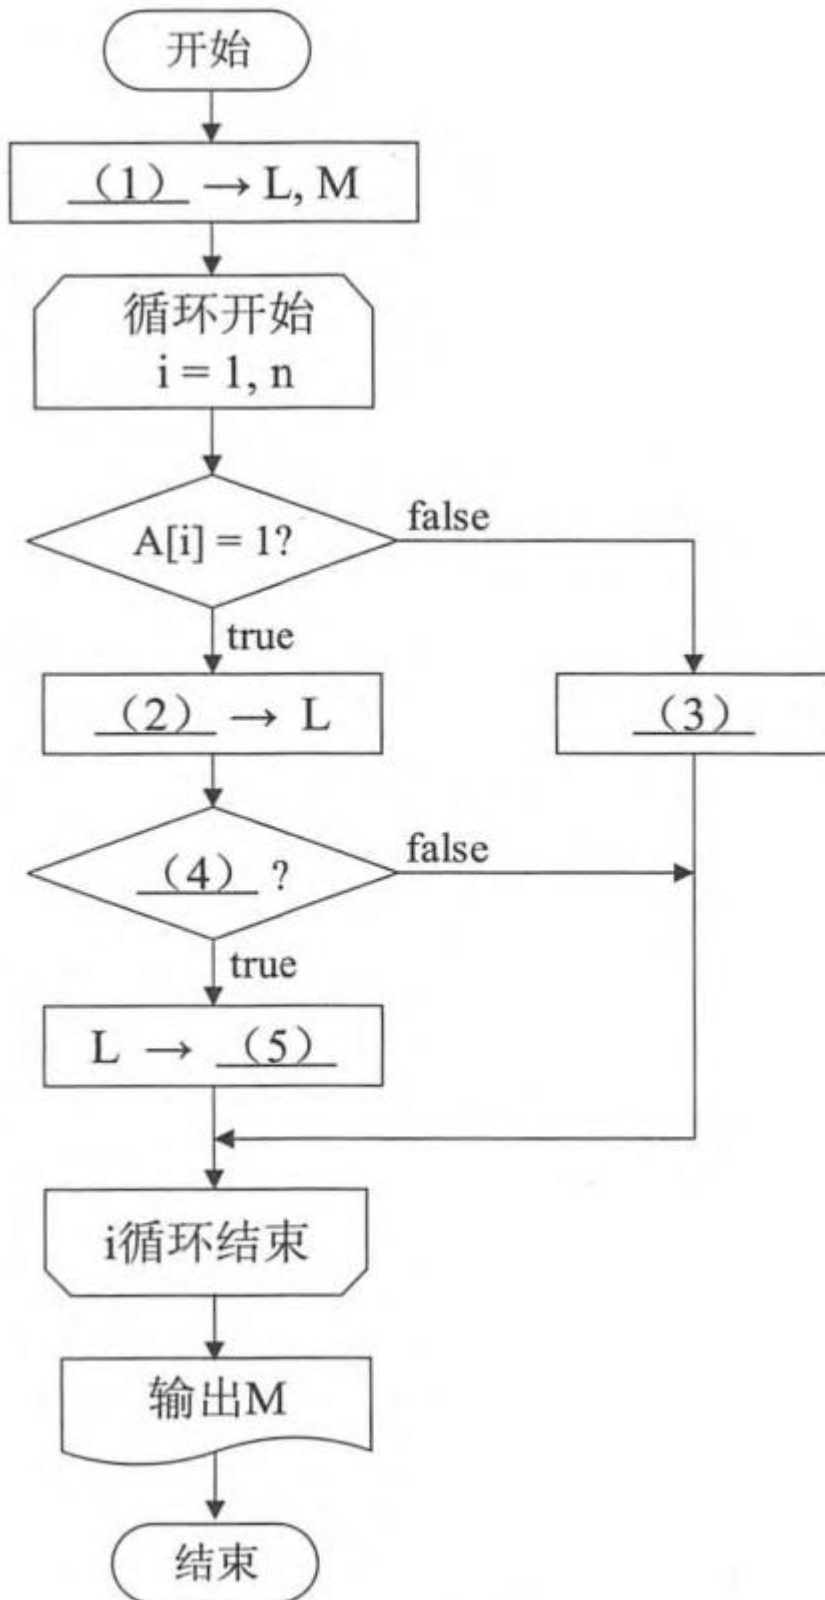 开始
（1） → L, M
循环开始
i = 1, n
A[i] = 1?
false
true
（2） → L
（3）
（4） ?
false
true
L → （5）
i循环结束
输出M
结束